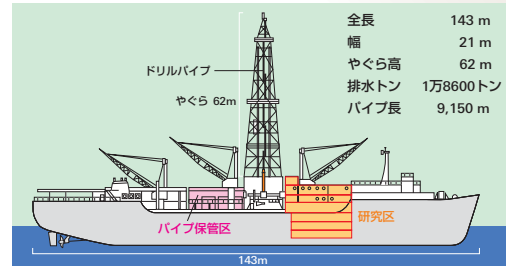 全長 143 m
幅 21 m
やぐら高 62 m
排水トン 1万8600トン
パイプ長 9,150 m
ドリルパイプ
やぐら 62m
パイプ保管区
研究区
143m